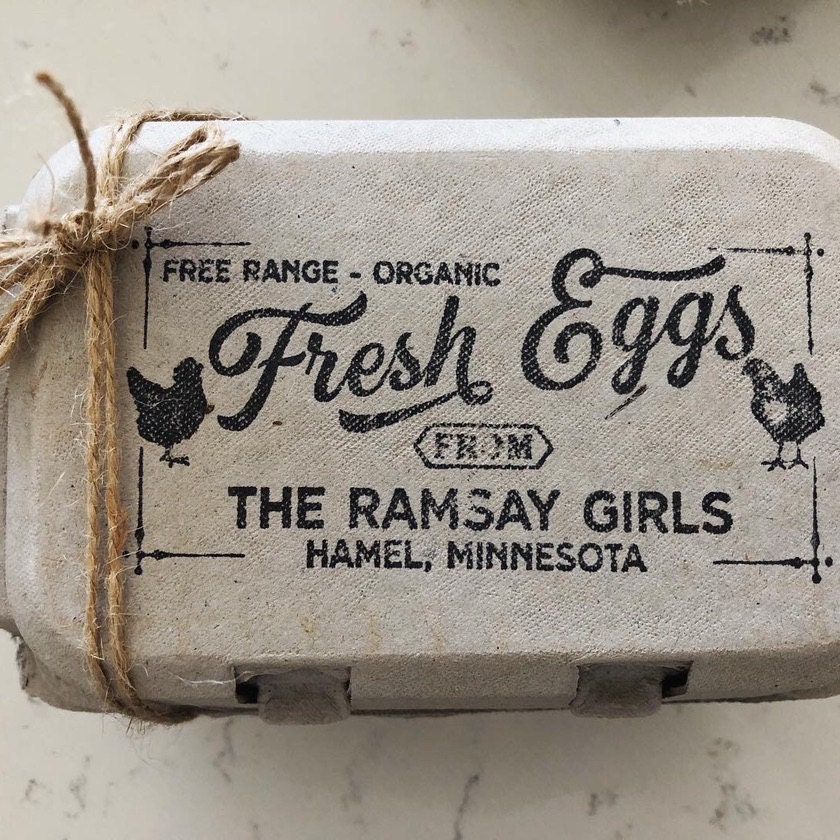 FREE RANGE - ORGANIC
Fresh Eggs
FROM
THE RAMSAY GIRLS
HAMEL, MINNESOTA